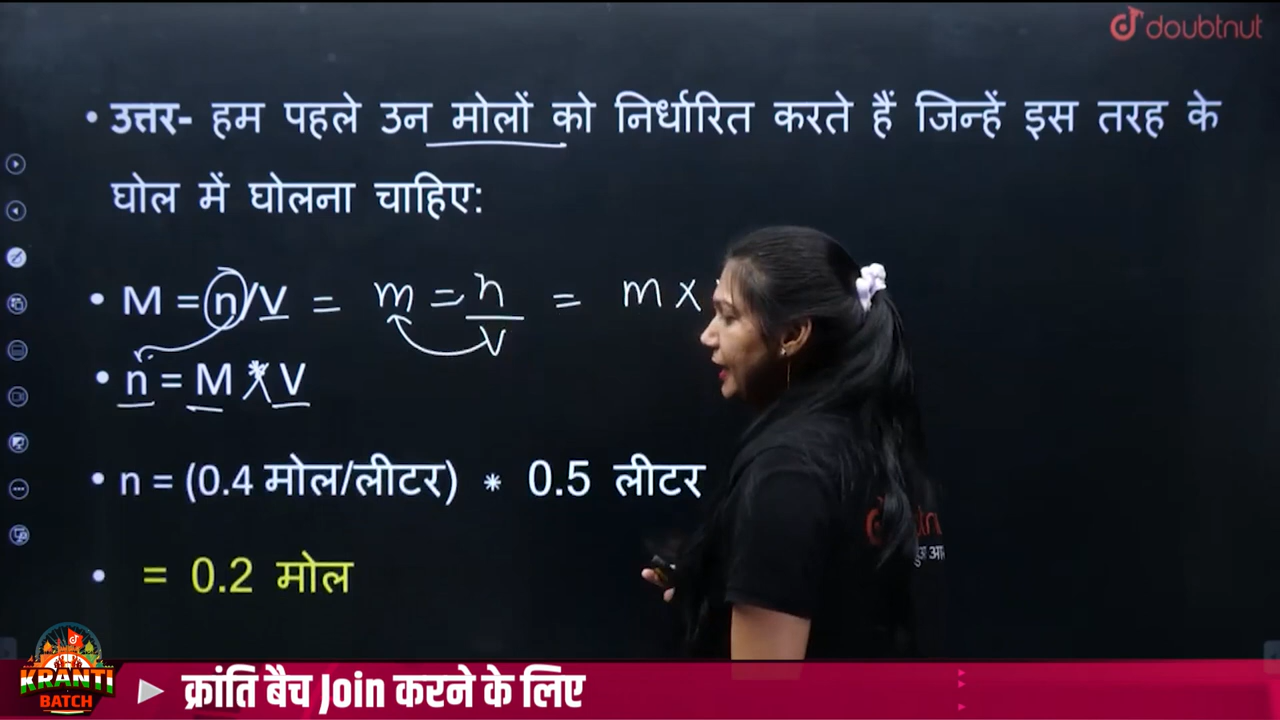 doubtnut
• उत्तर- हम पहले उन मोलों को निर्धारित करते हैं जिन्हें इस तरह के
घोल में घोलना चाहिए:
• M = n/V = m = n/V = m ×
• n = M * V
• n = (0.4 मोल/लीटर) * 0.5 लीटर
• = 0.2 मोल
KRANTI
BATCH
क्रांति बैच Join करने के लिए